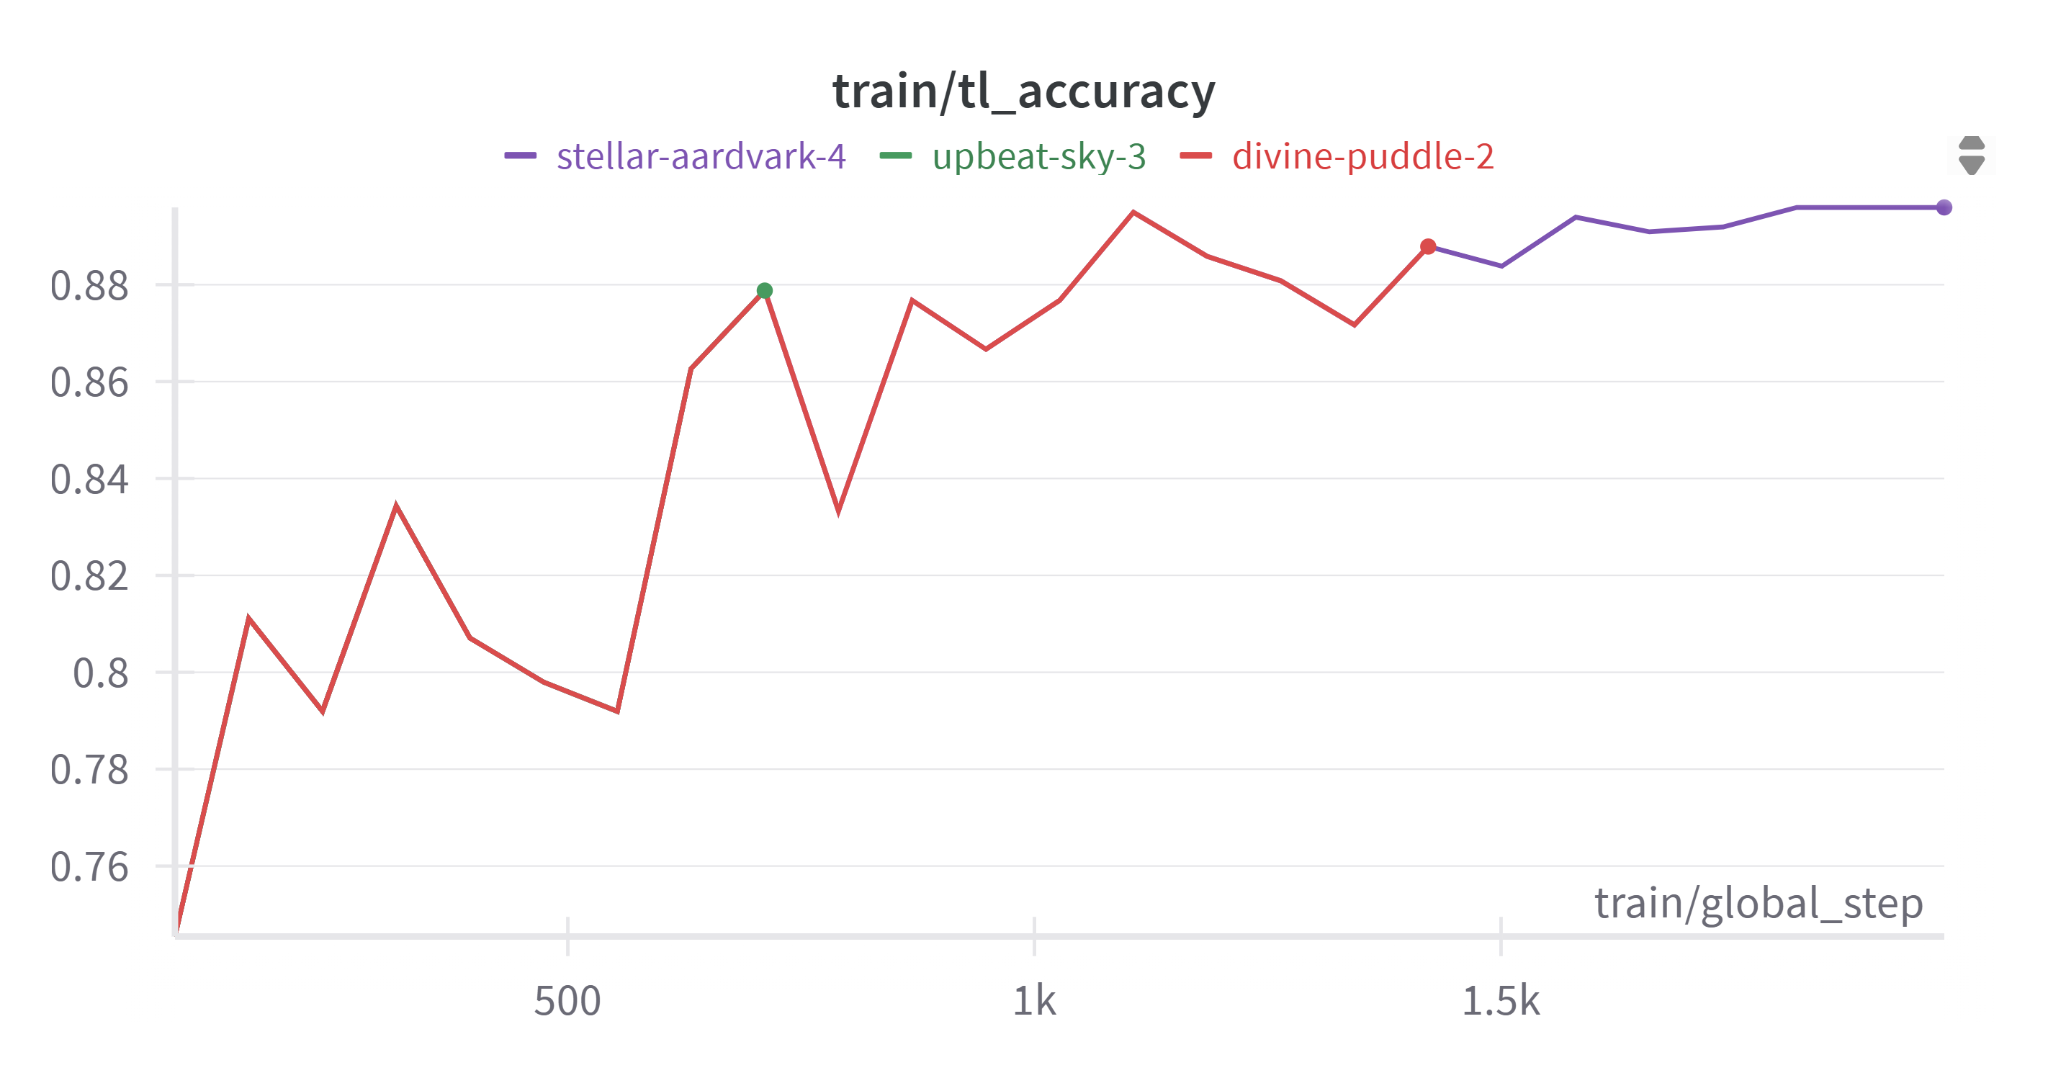 train/tl_accuracy
stellar-aardvark-4 upbeat-sky-3 divine-puddle-2
0.88
0.86
0.84
0.82
0.8
0.78
0.76
train/global_step
500 1k 1.5k